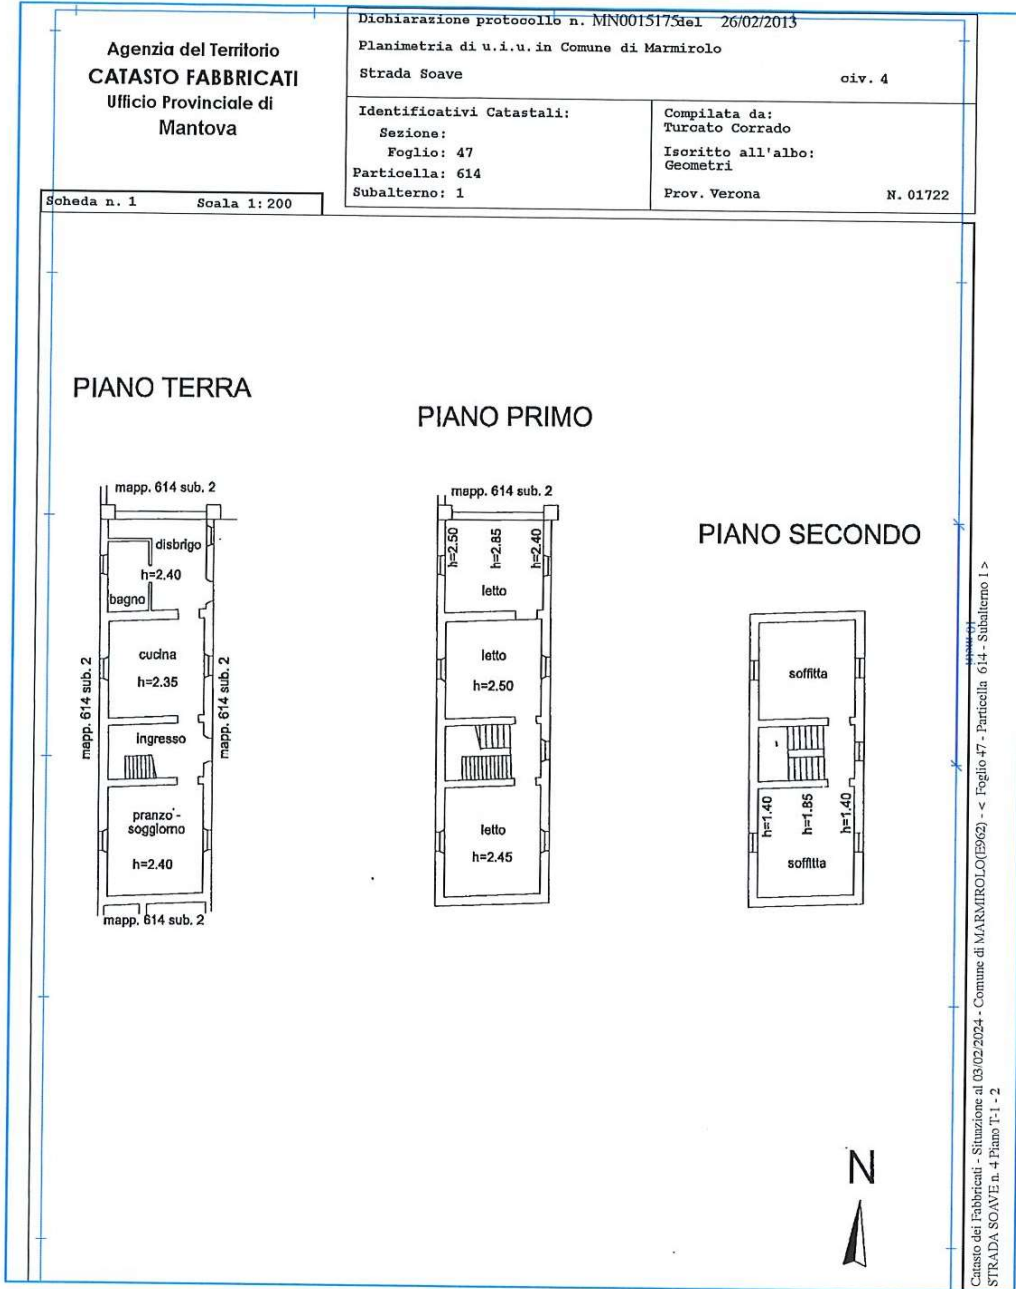 Agenzia del Territorio
CATASTO FABBRICATI
Ufficio Provinciale di
Mantova
Dichiarazione protocollo n. MN0015175del 26/02/2013
Planimetria di u.i.u. in Comune di Marmirolo
Strada Soave civ. 4
Identificativi Catastali:
Sezione:
Foglio: 47
Particella: 614
Subalterno: 1
Compilata da:
Turcato Corrado
Iscritto all'albo:
Geometri
Prov. Verona N. 01722
Scheda n. 1 Scala 1:200
PIANO TERRA
mapp. 614 sub. 2
disbrigo
h=2.40
bagno
cucina
h=2.35
mapp. 614 sub. 2
mapp. 614 sub. 2
ingresso
pranzo-
soggiorno
h=2.40
mapp. 614 sub. 2
PIANO PRIMO
mapp. 614 sub. 2
h=2.50
h=2.85
h=2.40
letto
letto
h=2.50
letto
h=2.45
PIANO SECONDO
soffitta
h=1.40
h=1.85
h=1.40
soffitta
N
10 metri
Catasto dei Fabbricati - Situazione al 03/02/2024 - Comune di MARMIROLO(E962) - < Foglio 47 - Particella 614 - Subalterno 1 >
STRADA SOAVE n. 4 Piano T-1 - 2